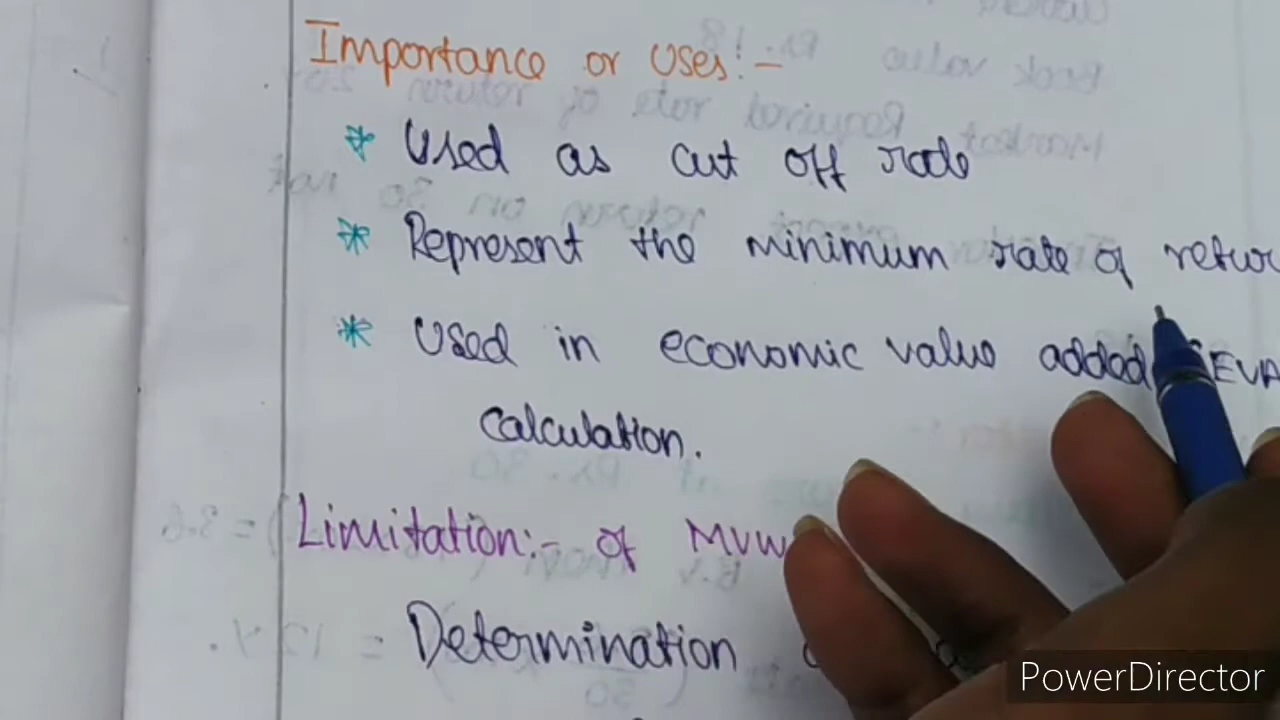 Importance or Uses:-
* Used as cut off rate
* Represent the minimum rate of
* Used in economic value added (EVA
calculation.
Limitation:- of MVW
Determination
PowerDirector